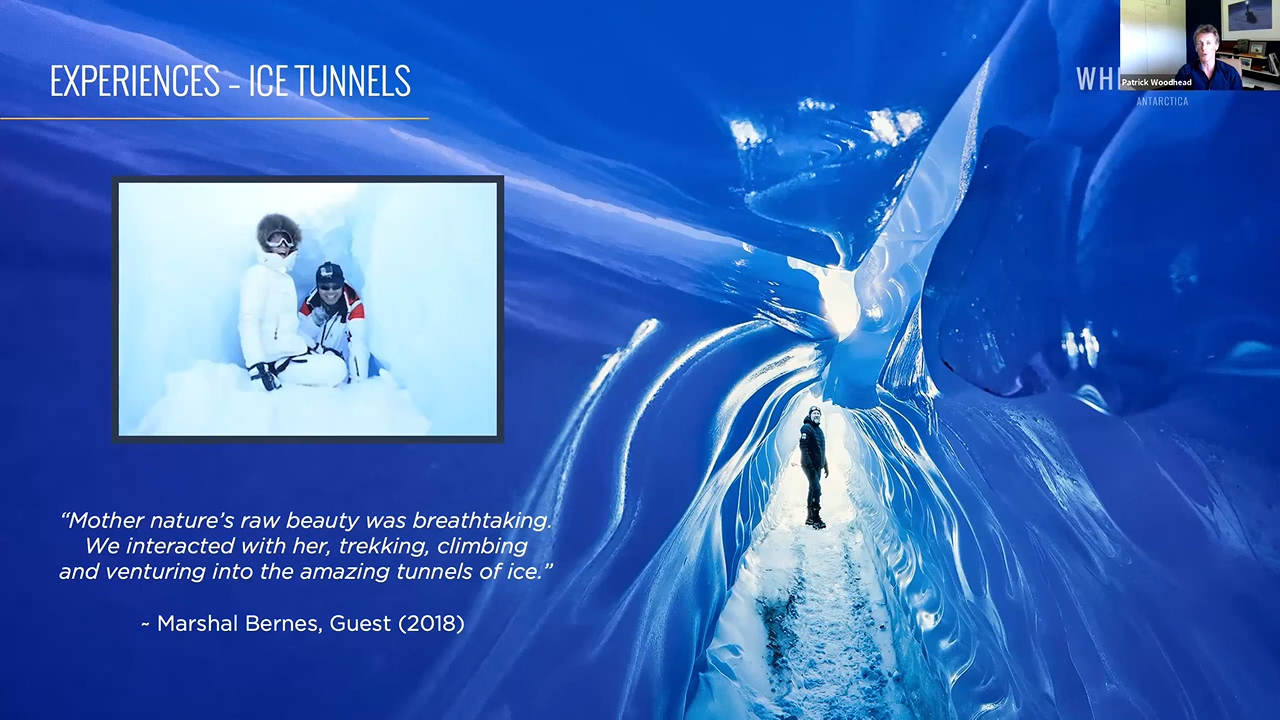 EXPERIENCES – ICE TUNNELS
Patrick Woodhead
ANTARCTICA
“Mother nature’s raw beauty was breathtaking.
We interacted with her, trekking, climbing
and venturing into the amazing tunnels of ice.”
~ Marshal Bernes, Guest (2018)